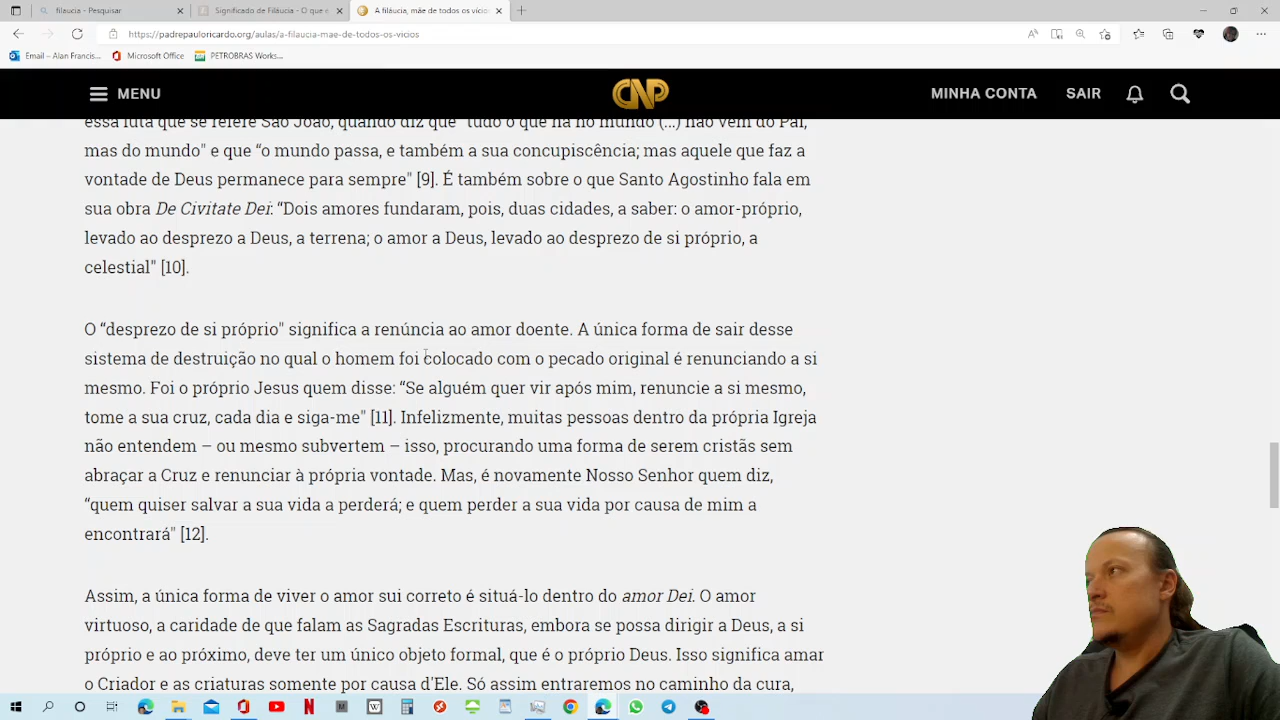 filaucia - Pesquisar
Significado de Filáucia - O que é
A filáucia, mãe de todos os vícios
https://padrepauloricardo.org/aulas/a-filaucia-mae-de-todos-os-vicios
Email – Alan Francis...
Microsoft Office
PETROBRAS Works...
MENU
CNP
MINHA CONTA
SAIR
essa luta que se refere São João, quando diz que "tudo o que há no mundo (...) não vem do Pai,
mas do mundo" e que “o mundo passa, e também a sua concupiscência; mas aquele que faz a
vontade de Deus permanece para sempre" [9]. É também sobre o que Santo Agostinho fala em
sua obra De Civitate Dei: “Dois amores fundaram, pois, duas cidades, a saber: o amor-próprio,
levado ao desprezo a Deus, a terrena; o amor a Deus, levado ao desprezo de si próprio, a
celestial" [10].
O “desprezo de si próprio" significa a renúncia ao amor doente. A única forma de sair desse
sistema de destruição no qual o homem foi colocado com o pecado original é renunciando a si
mesmo. Foi o próprio Jesus quem disse: “Se alguém quer vir após mim, renuncie a si mesmo,
tome a sua cruz, cada dia e siga-me" [11]. Infelizmente, muitas pessoas dentro da própria Igreja
não entendem – ou mesmo subvertem – isso, procurando uma forma de serem cristãs sem
abraçar a Cruz e renunciar à própria vontade. Mas, é novamente Nosso Senhor quem diz,
“quem quiser salvar a sua vida a perderá; e quem perder a sua vida por causa de mim a
encontrará" [12].
Assim, a única forma de viver o amor sui correto é situá-lo dentro do amor Dei. O amor
virtuoso, a caridade de que falam as Sagradas Escrituras, embora se possa dirigir a Deus, a si
próprio e ao próximo, deve ter um único objeto formal, que é o próprio Deus. Isso significa amar
o Criador e as criaturas somente por causa d'Ele. Só assim entraremos no caminho da cura,